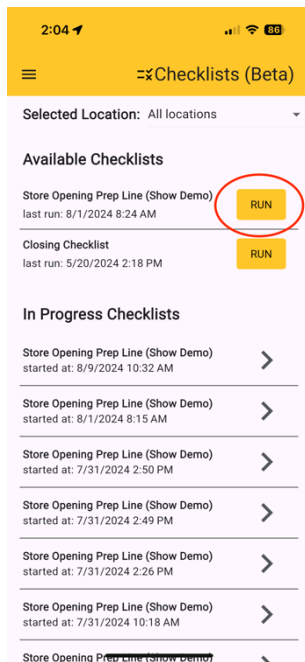 2:04
86
Checklists (Beta)
Selected Location: All locations
Available Checklists
Store Opening Prep Line (Show Demo)
last run: 8/1/2024 8:24 AM
RUN
Closing Checklist
last run: 5/20/2024 2:18 PM
RUN
In Progress Checklists
Store Opening Prep Line (Show Demo)
started at: 8/9/2024 10:32 AM
Store Opening Prep Line (Show Demo)
started at: 8/1/2024 8:15 AM
Store Opening Prep Line (Show Demo)
started at: 7/31/2024 2:50 PM
Store Opening Prep Line (Show Demo)
started at: 7/31/2024 2:49 PM
Store Opening Prep Line (Show Demo)
started at: 7/31/2024 2:26 PM
Store Opening Prep Line (Show Demo)
started at: 7/31/2024 10:18 AM
Store Opening Prep Line (Show Demo)